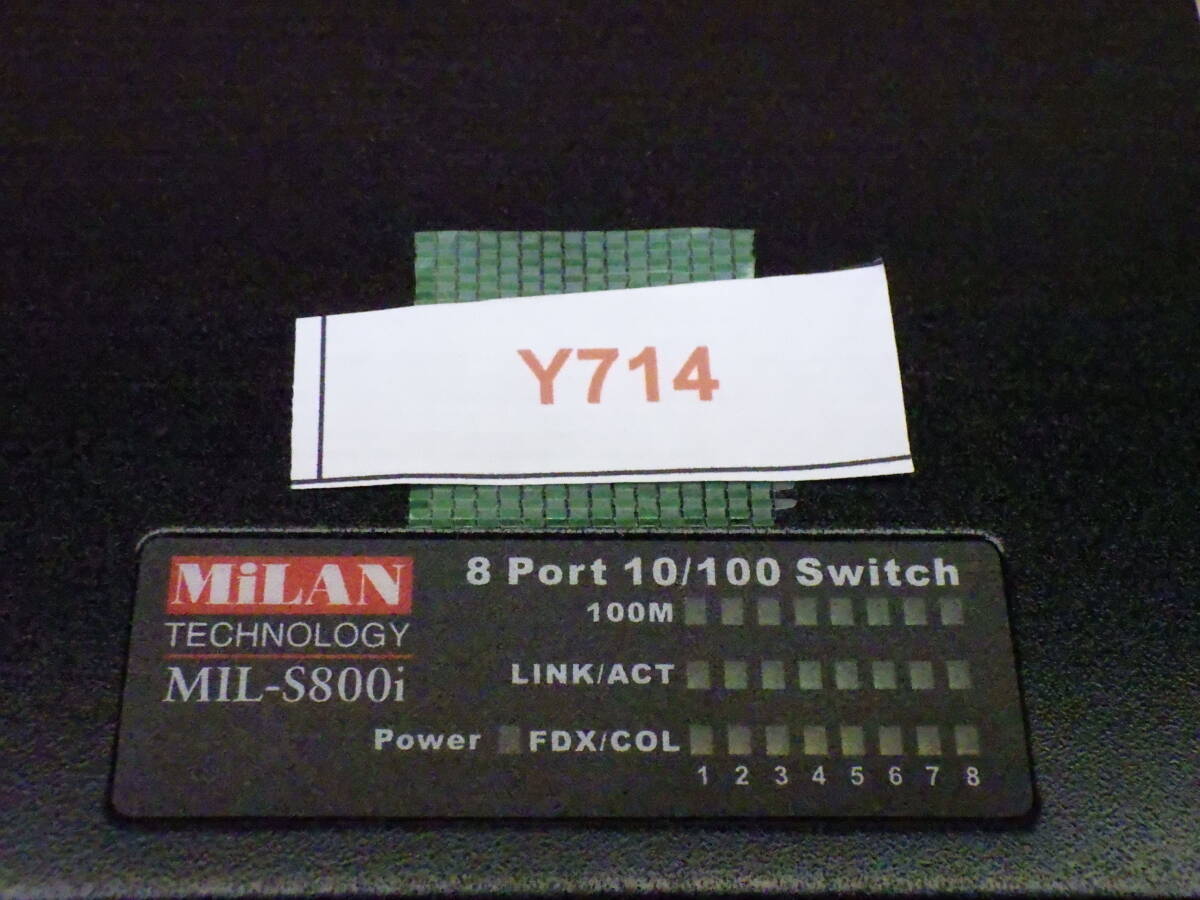 Y714
MiLAN
TECHNOLOGY
MIL-S800i
8 Port 10/100 Switch
100M
LINK/ACT
Power FDX/COL
1 2 3 4 5 6 7 8